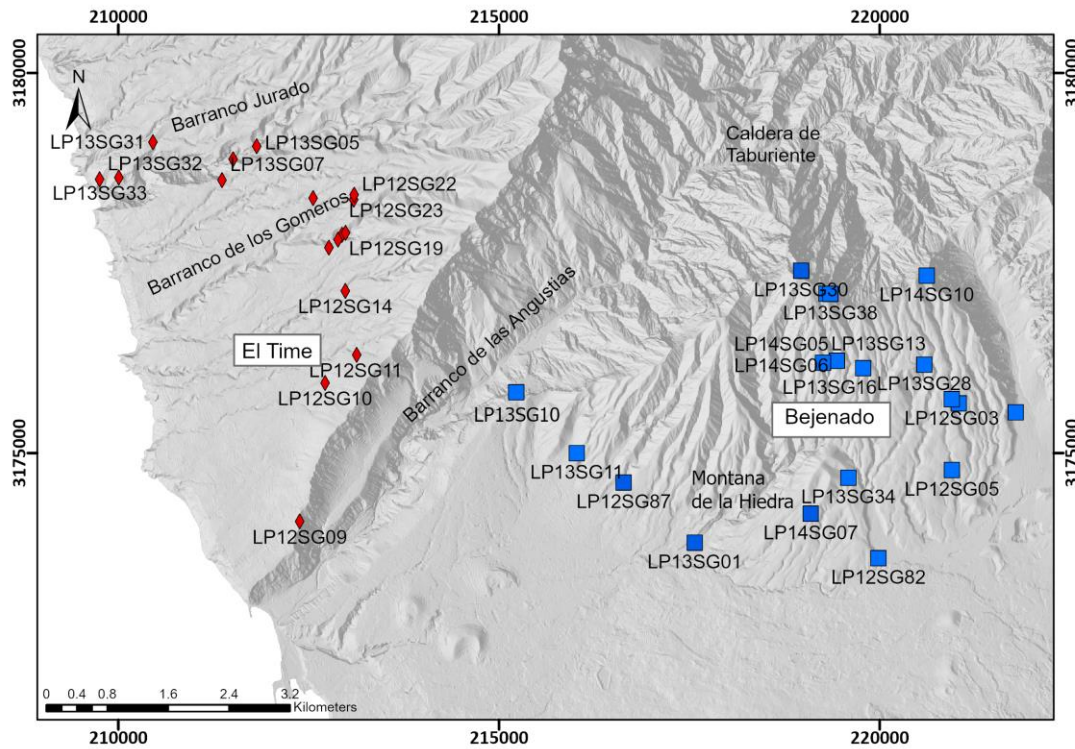 210000
215000
220000
3180000
3180000
N
Barranco Jurado
LP13SG31
LP13SG05
LP13SG32
LP13SG07
LP13SG33
Caldera de
Taburiente
LP12SG22
LP12SG23
Barranco de los Gomeros
LP12SG19
LP12SG14
LP13SG30
LP14SG10
LP13SG38
El Time
LP12SG11
LP12SG10
Barranco de las Angustias
LP14SG05
LP13SG13
LP14SG06
LP13SG16
LP13SG28
LP13SG10
Bejenado
LP12SG03
3175000
3175000
LP13SG11
LP12SG87
Montana
de la Hiedra
LP13SG34
LP12SG05
LP14SG07
LP12SG09
LP13SG01
LP12SG82
0 0.4 0.8 1.6 2.4 3.2
Kilometers
210000
215000
220000